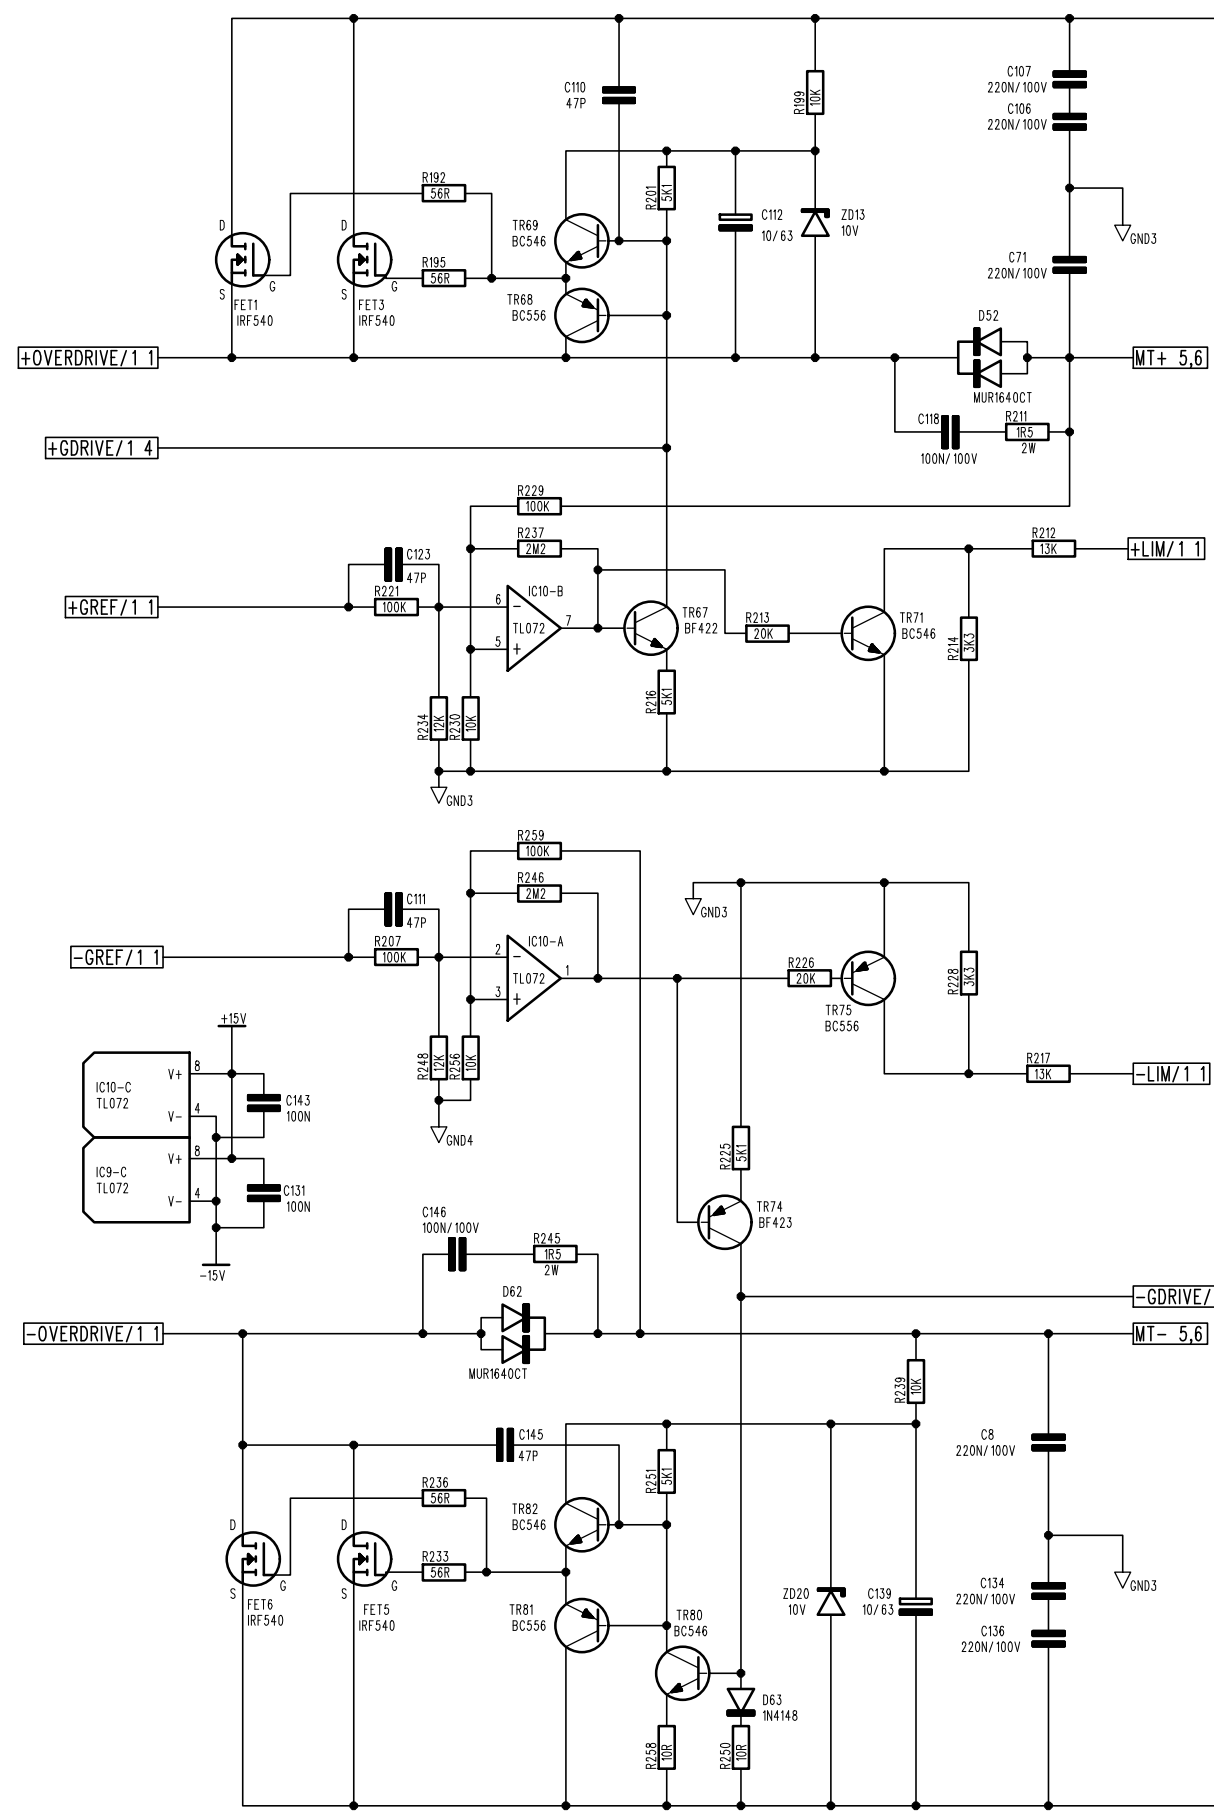 C107
220N/100V
C110
47P
R199
10K
C106
220N/100V
R192
56R
R201
5K1
TR69
BC546
C112
10/63
ZD13
10V
GND3
D
S
G
FET1
IRF540
D
S
G
FET3
IRF540
R195
56R
TR68
BC556
C71
220N/100V
D52
MUR1640CT
+OVERDRIVE/1 1
MT+ 5,6
C118
100N/100V
R211
1R5
2W
+GDRIVE/1 4
R229
100K
R237
2M2
R212
13K
+LIM/1 1
C123
47P
R221
100K
+GREF/1 1
IC10-B
TL072
6
5
7
−
+
TR67
BF422
R213
20K
TR71
BC546
R214
3K3
R234
12K
R230
10K
R216
5K1
GND3
R259
100K
R246
2M2
GND3
C111
47P
R207
100K
-GREF/1 1
IC10-A
TL072
2
3
1
−
+
R226
20K
TR75
BC556
R228
3K3
+15V
R248
12K
R256
10K
R217
13K
-LIM/1 1
IC10-C
TL072
V+
V-
8
4
C143
100N
GND4
R225
5K1
IC9-C
TL072
V+
V-
8
4
C131
100N
-15V
TR74
BF423
C146
100N/100V
R245
1R5
2W
D62
MUR1640CT
-GDRIVE/
-OVERDRIVE/1 1
MT- 5,6
R239
10K
C145
47P
R251
5K1
C8
220N/100V
R236
56R
TR82
BC546
D
S
G
FET6
IRF540
D
S
G
FET5
IRF540
R233
56R
TR81
BC556
TR80
BC546
ZD20
10V
C139
10/63
C134
220N/100V
GND3
C136
220N/100V
D63
1N4148
R258
10R
R250
10R